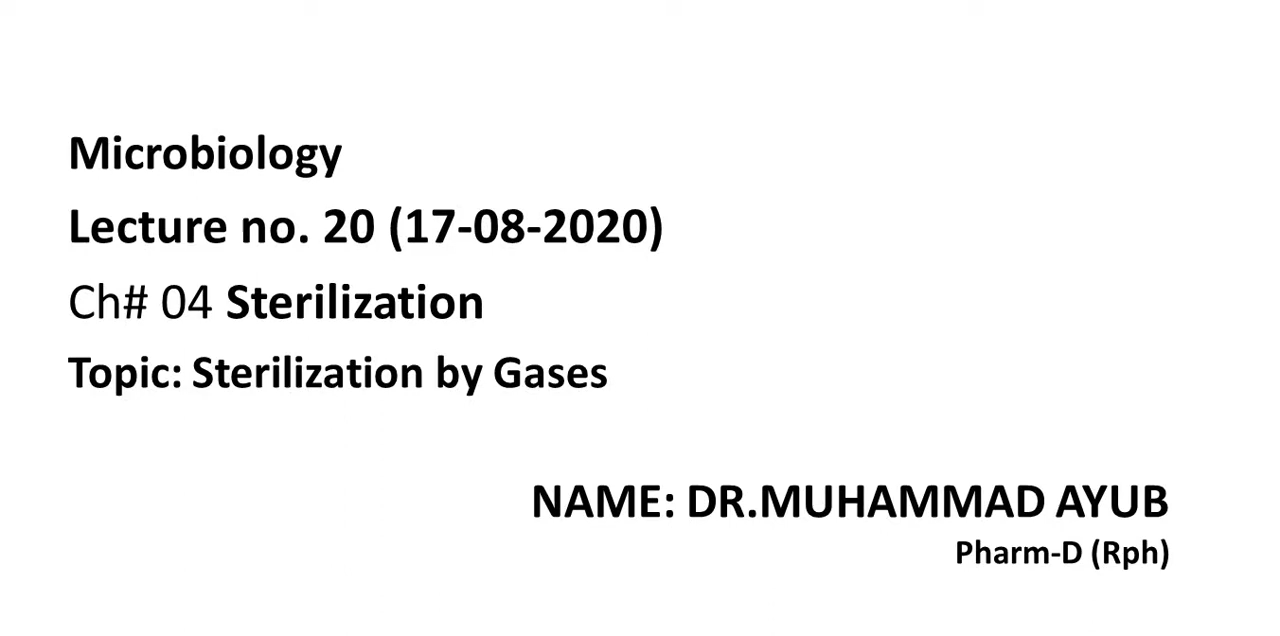 Microbiology
Lecture no. 20 (17-08-2020)
Ch# 04 Sterilization
Topic: Sterilization by Gases
NAME: DR.MUHAMMAD AYUB
Pharm-D (Rph)